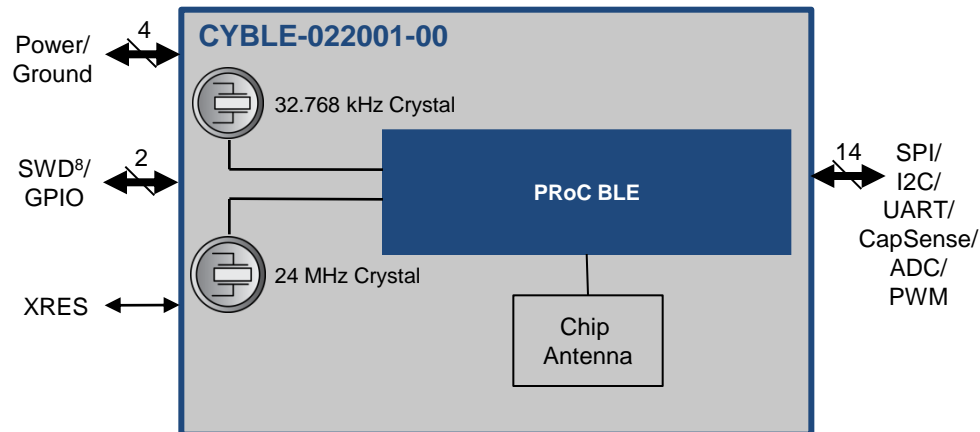 CYBLE-022001-00
Power/
Ground
4
32.768 kHz Crystal
SWD⁸/
GPIO
2
PRoC BLE
14
SPI/
I2C/
UART/
CapSense/
ADC/
PWM
24 MHz Crystal
XRES
Chip
Antenna